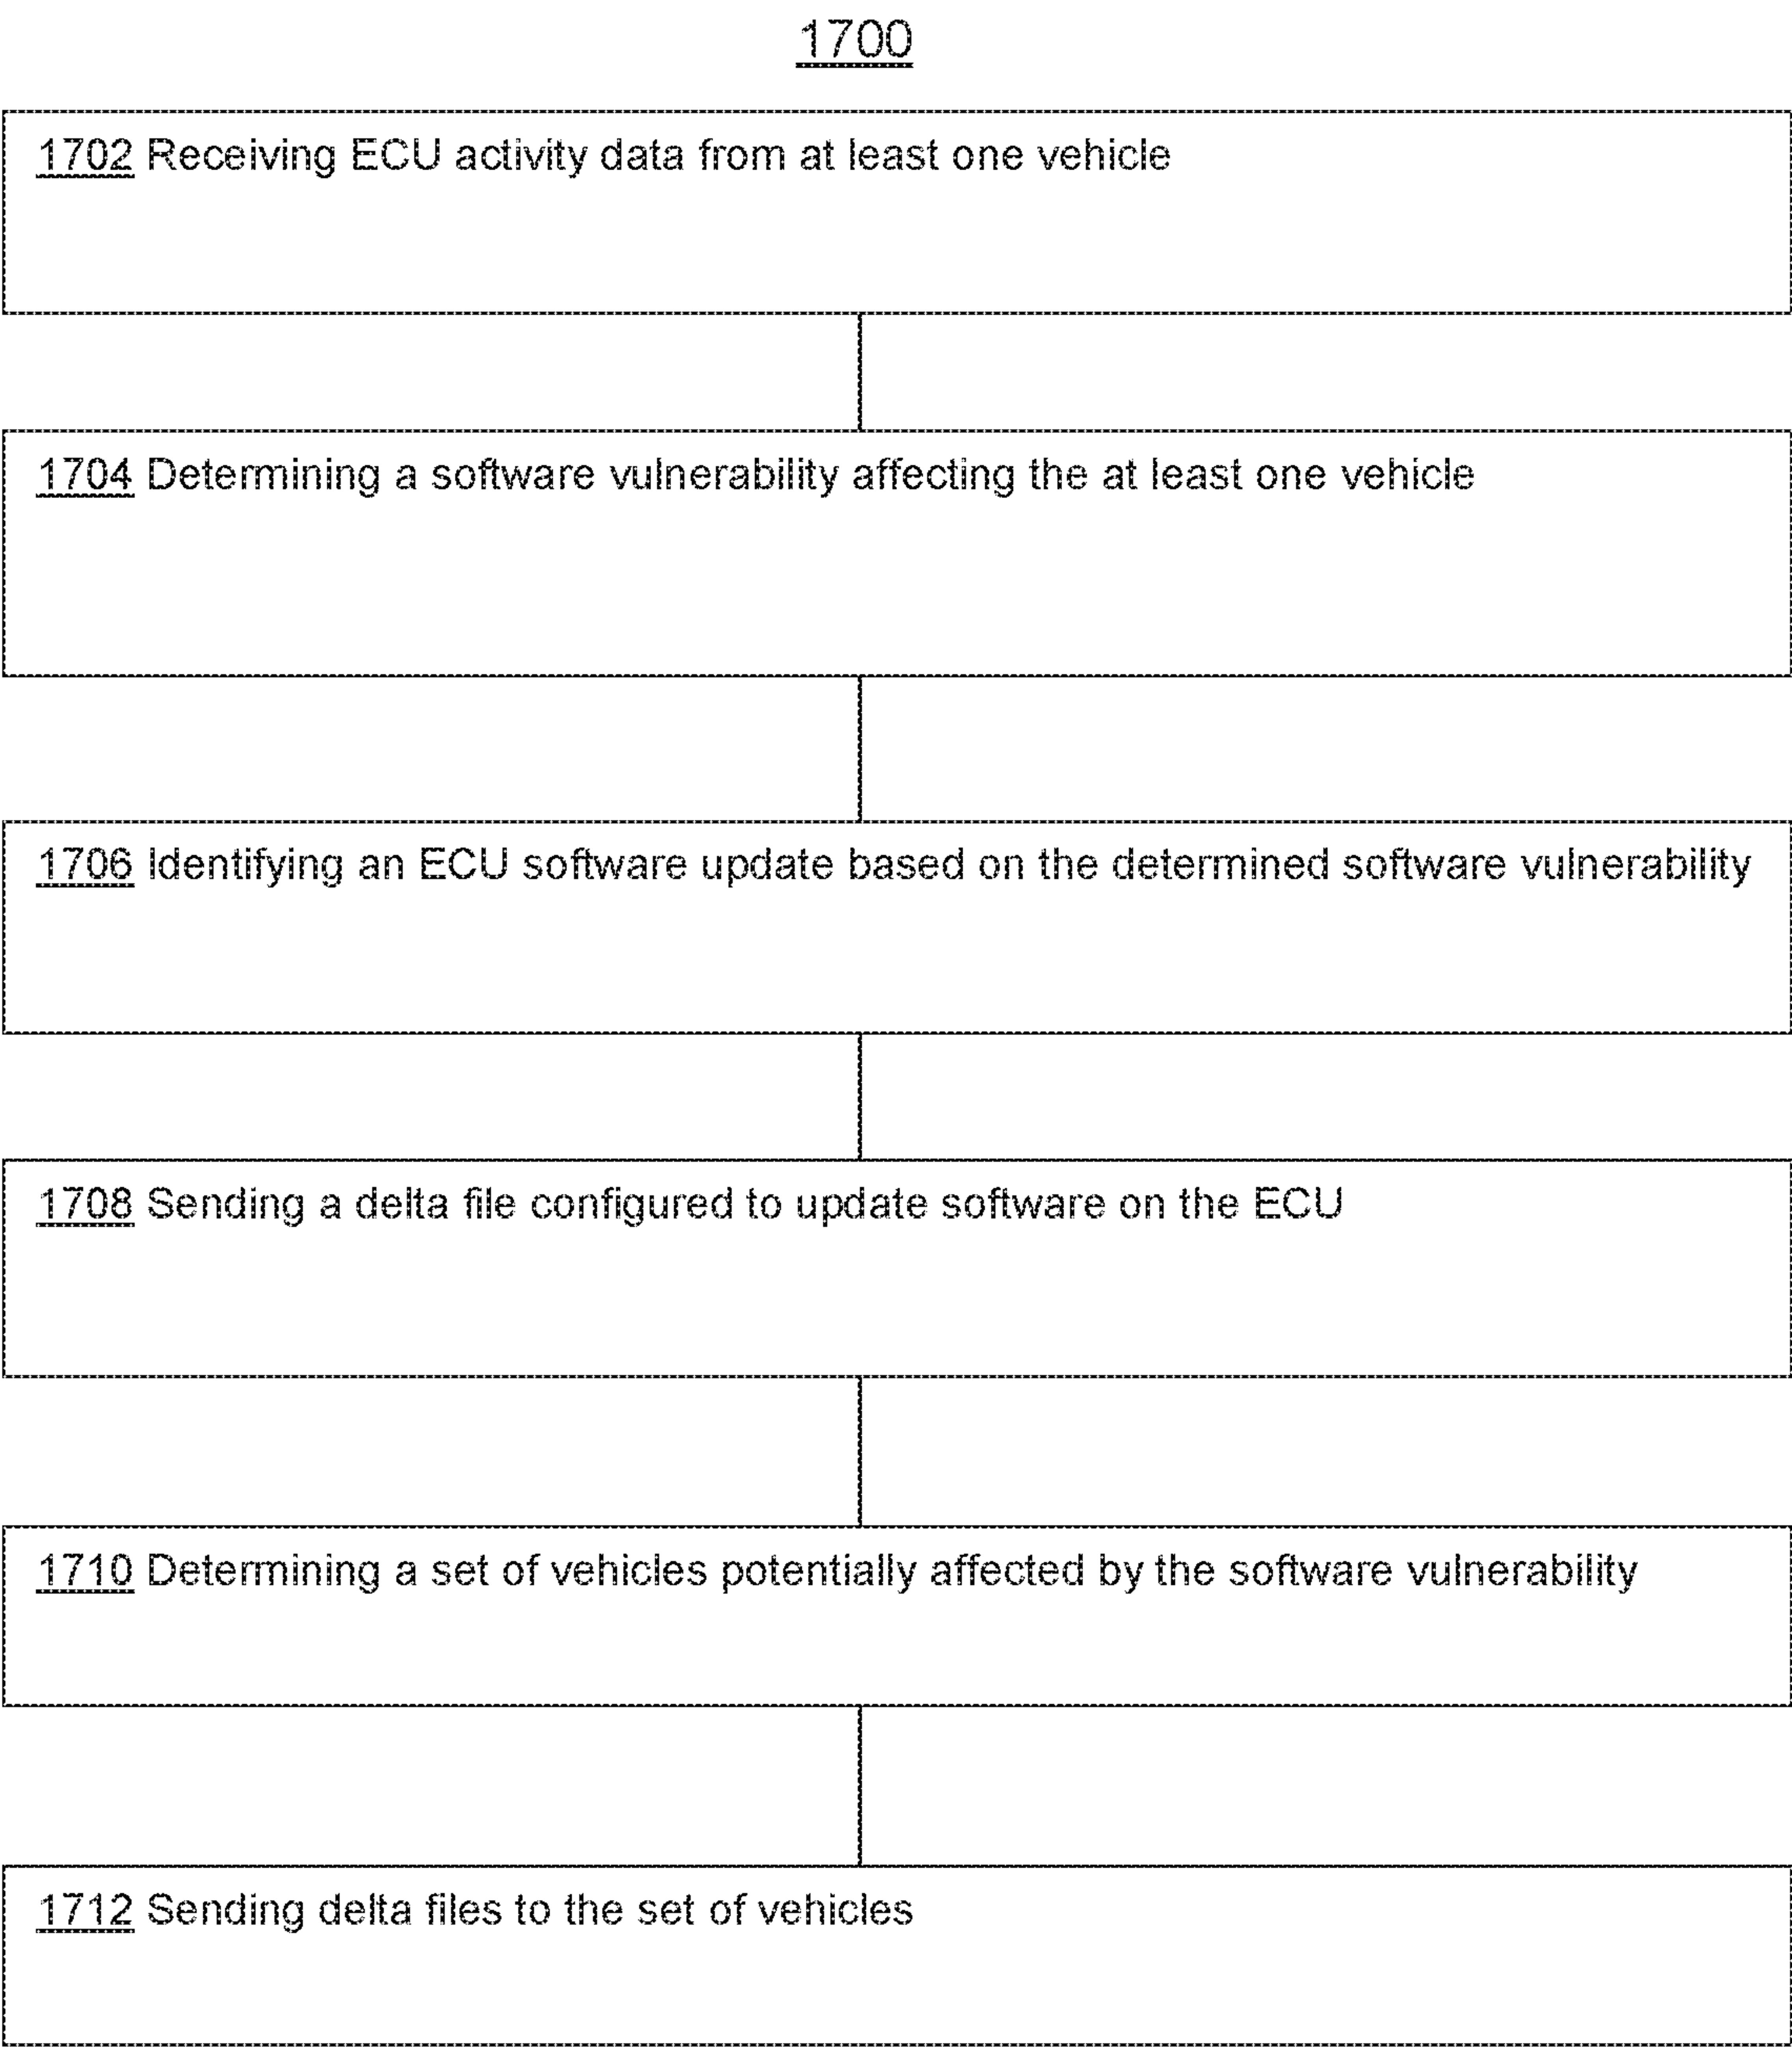 1700
1702 Receiving ECU activity data from at least one vehicle
1704 Determining a software vulnerability affecting the at least one vehicle
1706 Identifying an ECU software update based on the determined software vulnerability
1708 Sending a delta file configured to update software on the ECU
1710 Determining a set of vehicles potentially affected by the software vulnerability
1712 Sending delta files to the set of vehicles